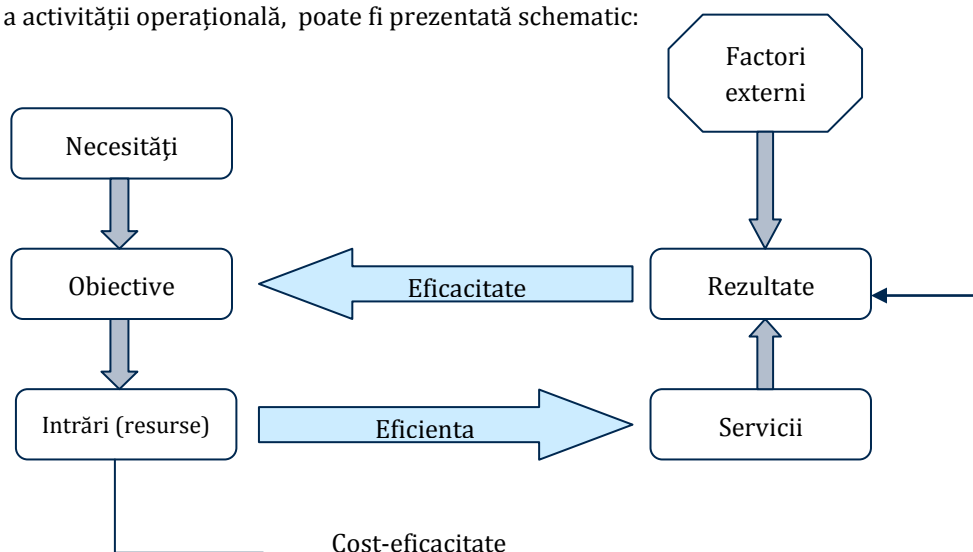 a activității operațională, poate fi prezentată schematic:
Factori
externi
Necesități
Obiective
Eficacitate
Rezultate
Intrări (resurse)
Eficienta
Servicii
Cost-eficacitate